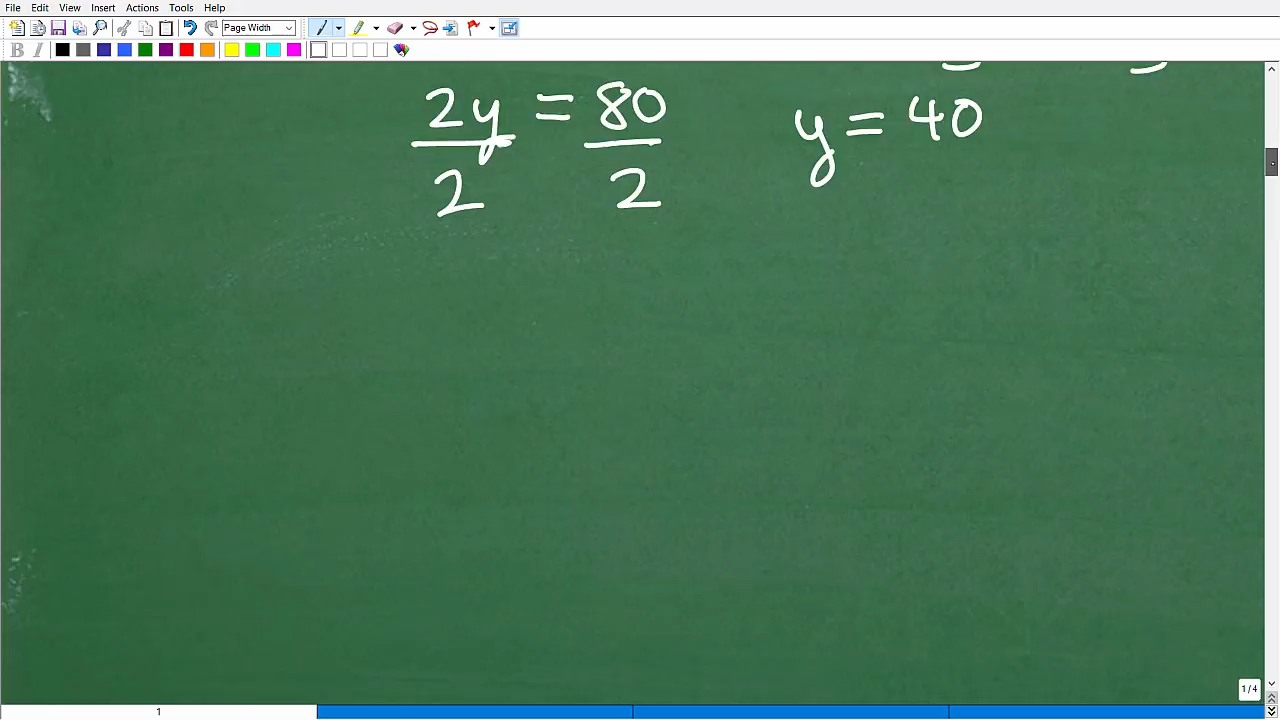 File Edit View Insert Actions Tools Help
Page Width
B I
2y = 80 y = 40
2 2
1/4
1